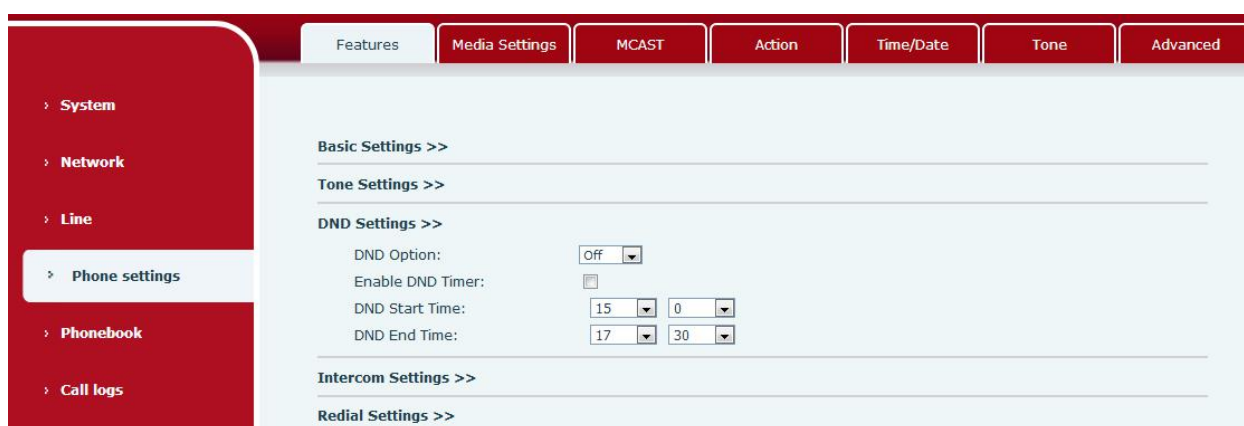 Features Media Settings MCAST Action Time/Date Tone Advanced
› System
› Network
› Line
› Phone settings
› Phonebook
› Call logs
Basic Settings >>
Tone Settings >>
DND Settings >>
DND Option: Off
Enable DND Timer:
DND Start Time: 15 0
DND End Time: 17 30
Intercom Settings >>
Redial Settings >>